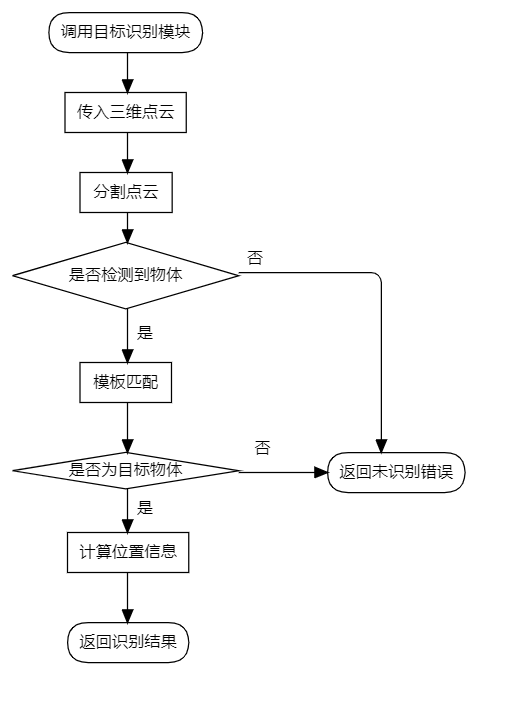 调用目标识别模块
传入三维点云
分割点云
是否检测到物体
否
是
模板匹配
是否为目标物体
否
返回未识别错误
是
计算位置信息
返回识别结果